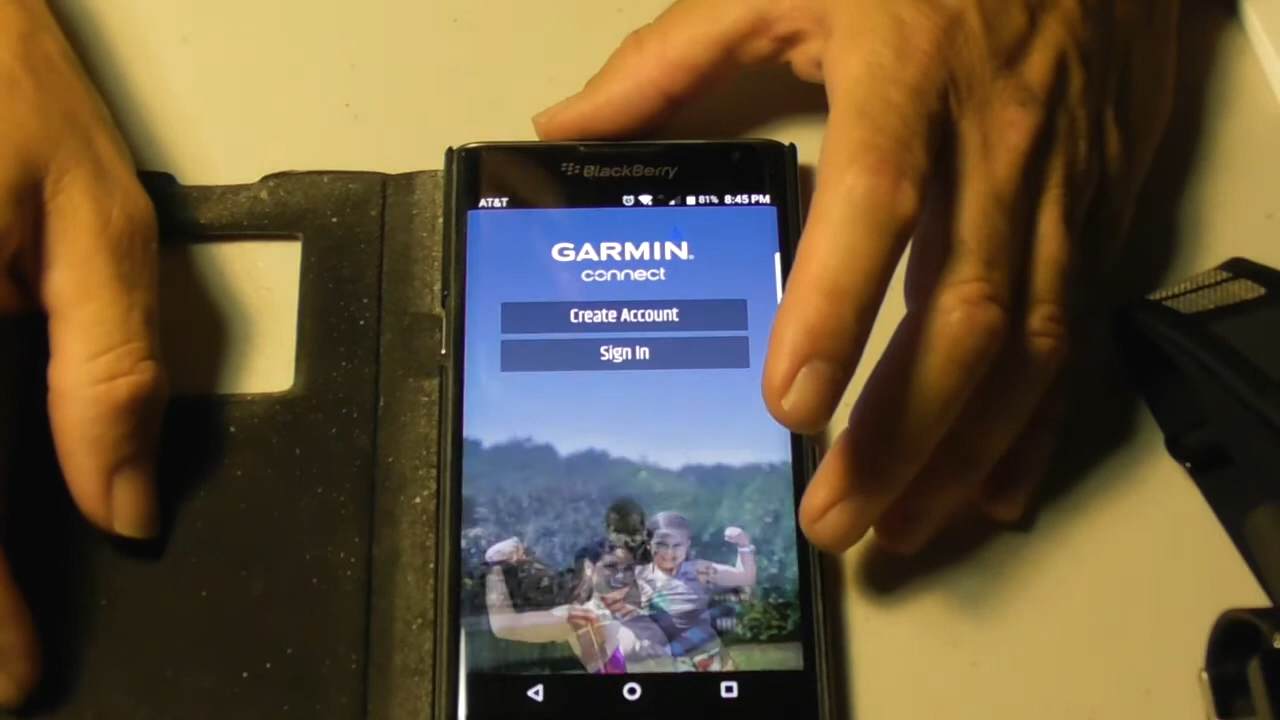 BlackBerry
AT&T 81% 8:45 PM
GARMIN.
connect
Create Account
Sign In